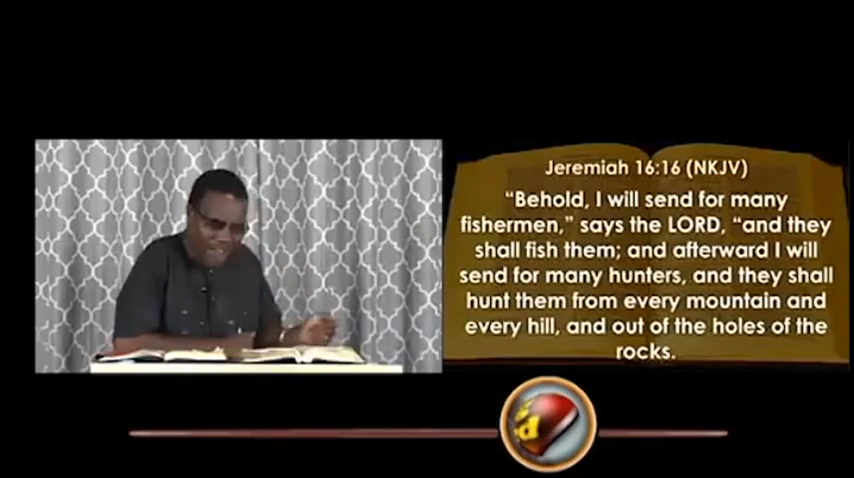 Jeremiah 16:16 (NKJV)
“Behold, I will send for many
fishermen,” says the LORD, “and they
shall fish them; and afterward I will
send for many hunters, and they shall
hunt them from every mountain and
every hill, and out of the holes of the
rocks.